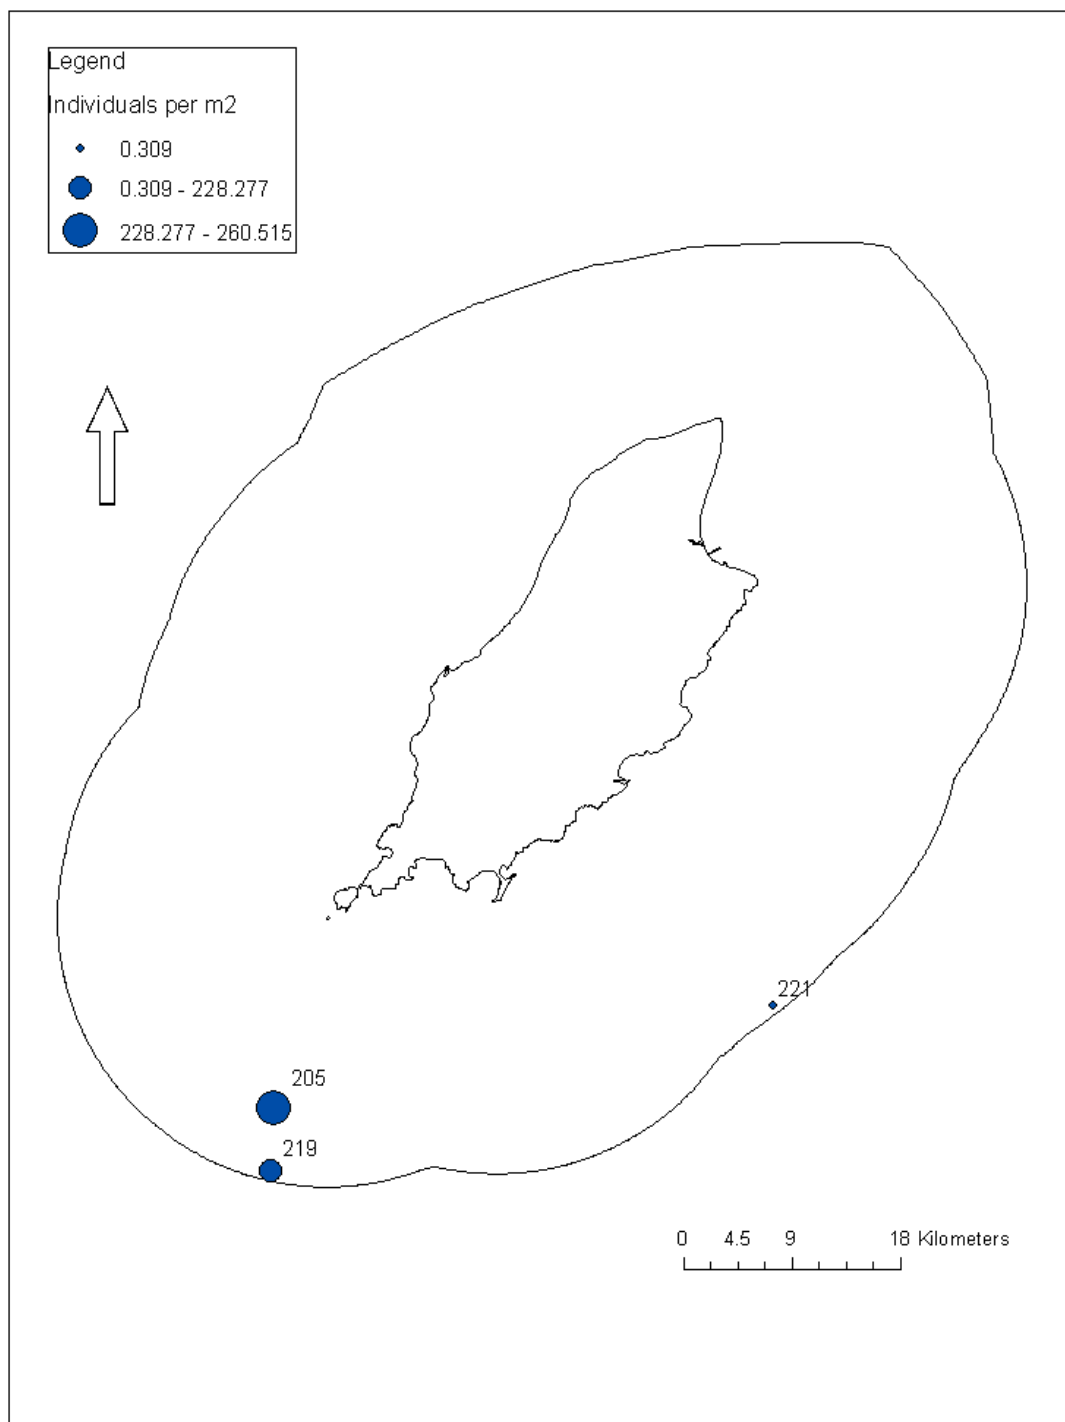 Legend
Individuals per m2
0.309
0.309 - 228.277
228.277 - 260.515
221
205
219
0 4.5 9 18 Kilometers